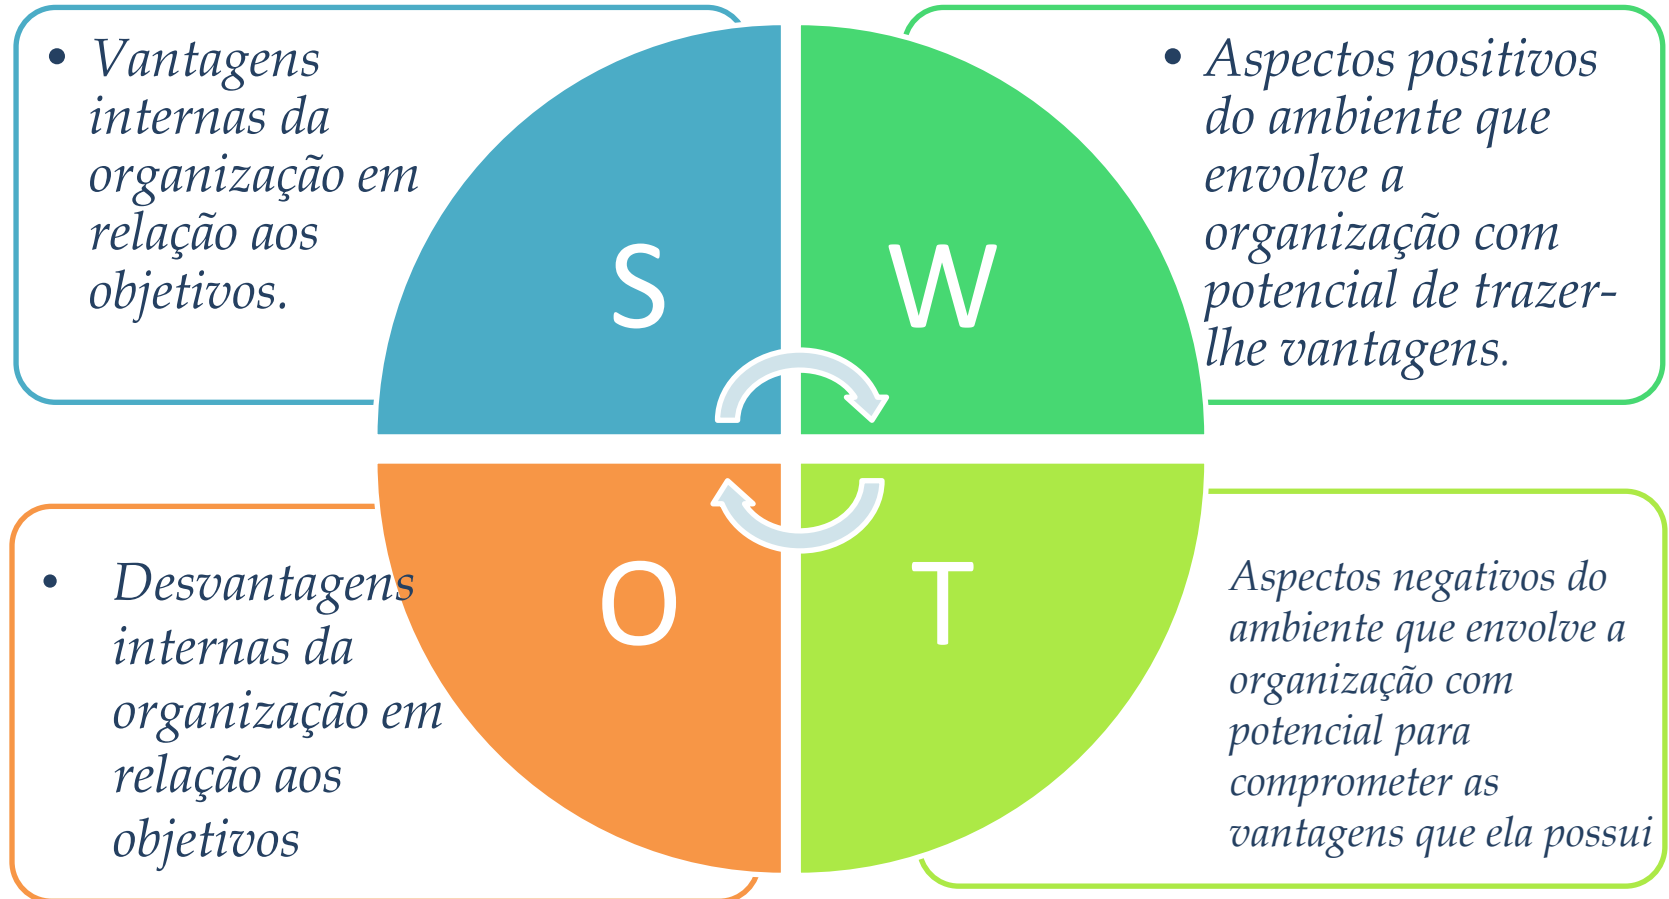 • Vantagens
internas da
organização em
relação aos
objetivos.
S
W
• Aspectos positivos
do ambiente que
envolve a
organização com
potencial de trazer-
lhe vantagens.
• Desvantagens
internas da
organização em
relação aos
objetivos
O
T
Aspectos negativos do
ambiente que envolve a
organização com
potencial para
comprometer as
vantagens que ela possui